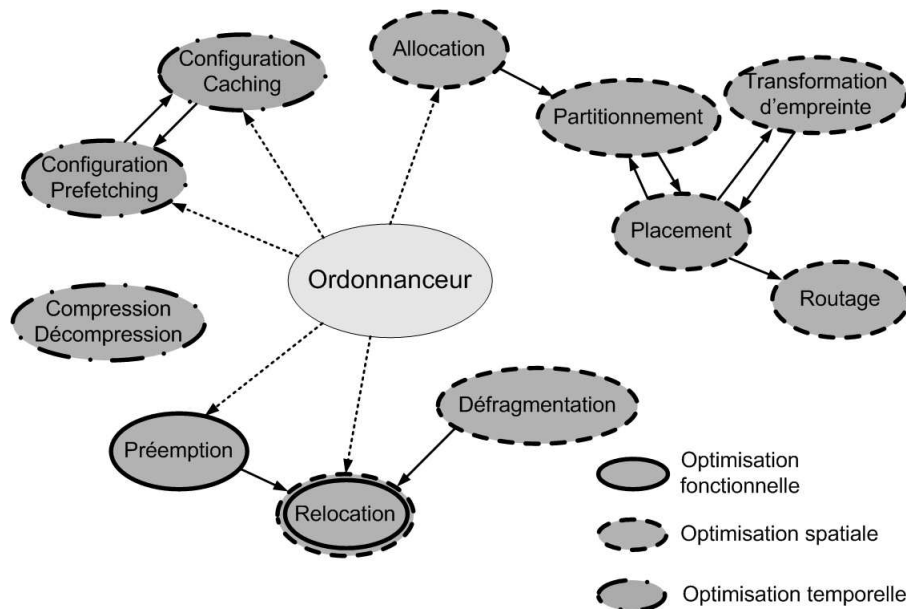 Configuration
Caching
Allocation
Transformation
d'empreinte
Partitionnement
Configuration
Prefetching
Placement
Ordonnanceur
Routage
Compression
Décompression
Défragmentation
Préemption
Relocation
Optimisation
fonctionnelle
Optimisation spatiale
Optimisation temporelle